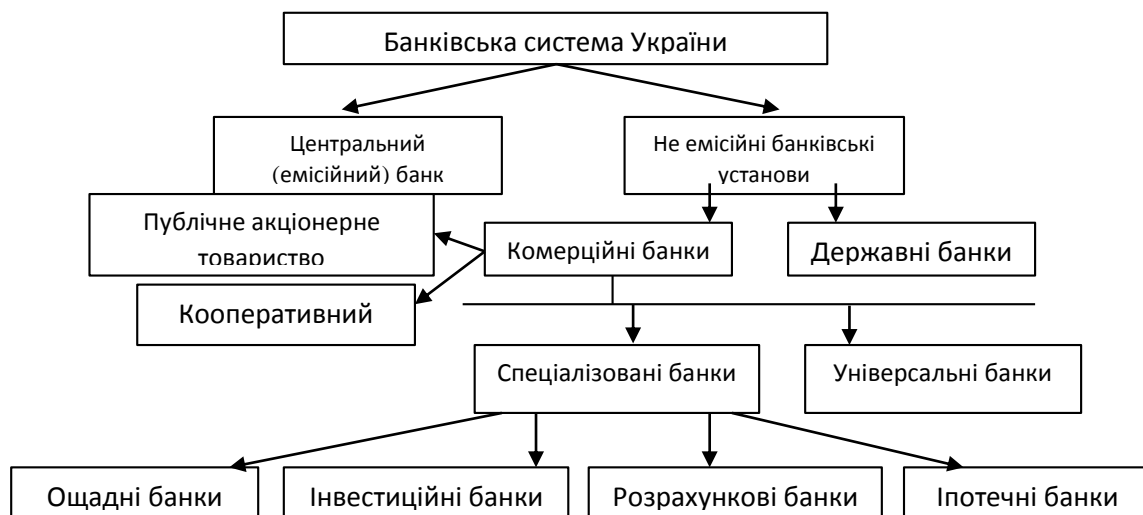 Банківська система України
Центральний
(емісійний) банк
Не емісійні банківські
установи
Публічне акціонерне
товариство
Комерційні банки
Державні банки
Кооперативний
Спеціалізовані банки
Універсальні банки
Ощадні банки
Інвестиційні банки
Розрахункові банки
Іпотечні банки